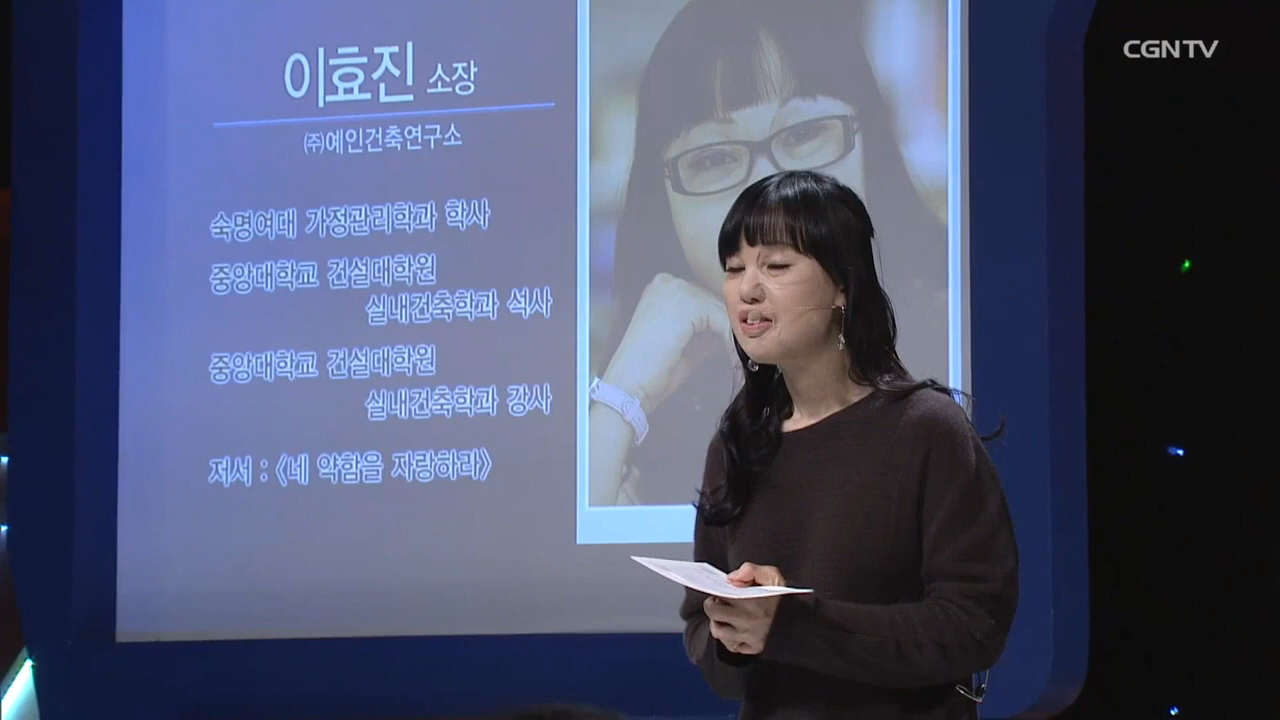 CGNTV
이효진 소장
㈜예인건축연구소
숙명여대 가정관리학과 학사
중앙대학교 건설대학원
실내건축학과 석사
중앙대학교 건설대학원
실내건축학과 강사
저서 : <네 약함을 자랑하라>